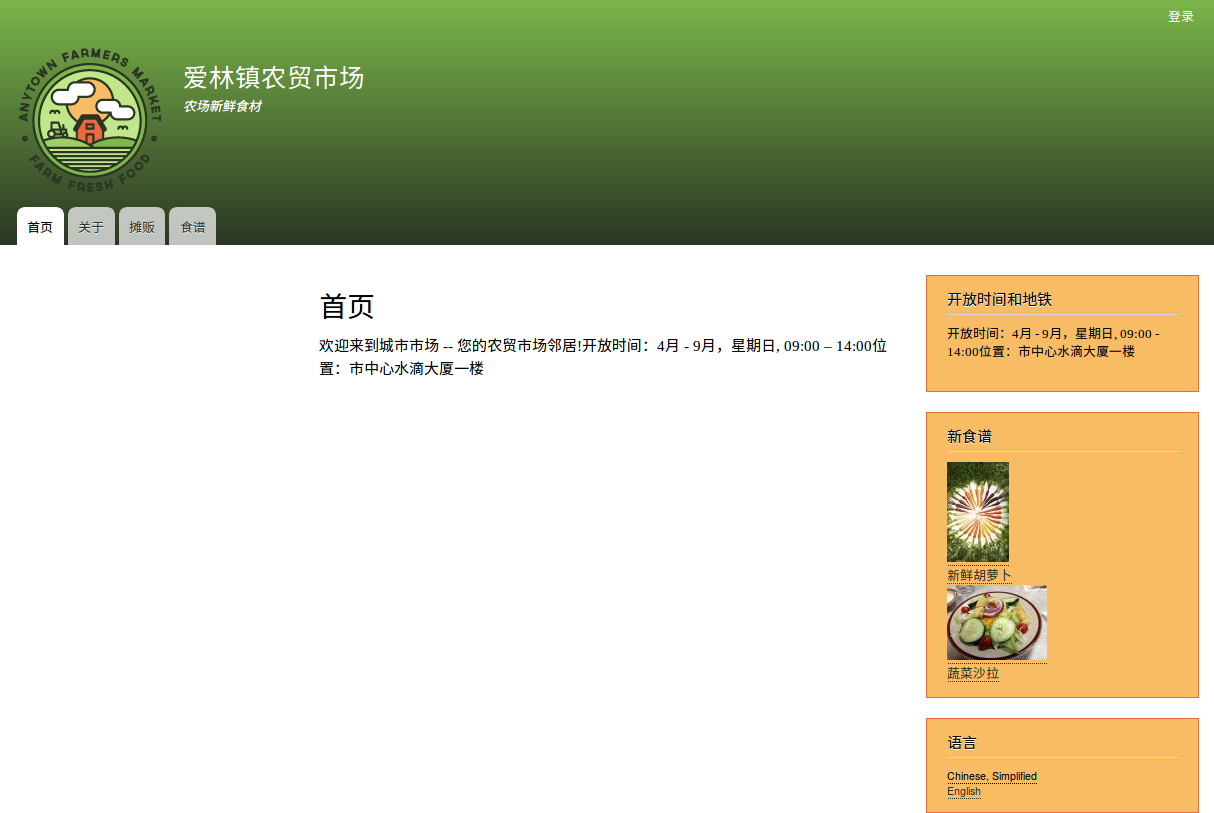 登录
ANYTOWN FARMERS MARKET
FARM FRESH FOOD
爱林镇农贸市场
农场新鲜食材
首页
关于
摊贩
食谱
首页
欢迎来到城市市场 -- 您的农贸市场邻居!开放时间：4月 - 9月，星期日, 09:00 – 14:00位
置：市中心水滴大厦一楼
开放时间和地铁
开放时间：4月 - 9月，星期日, 09:00 -
14:00位置：市中心水滴大厦一楼
新食谱
新鲜胡萝卜
蔬菜沙拉
语言
Chinese, Simplified
English